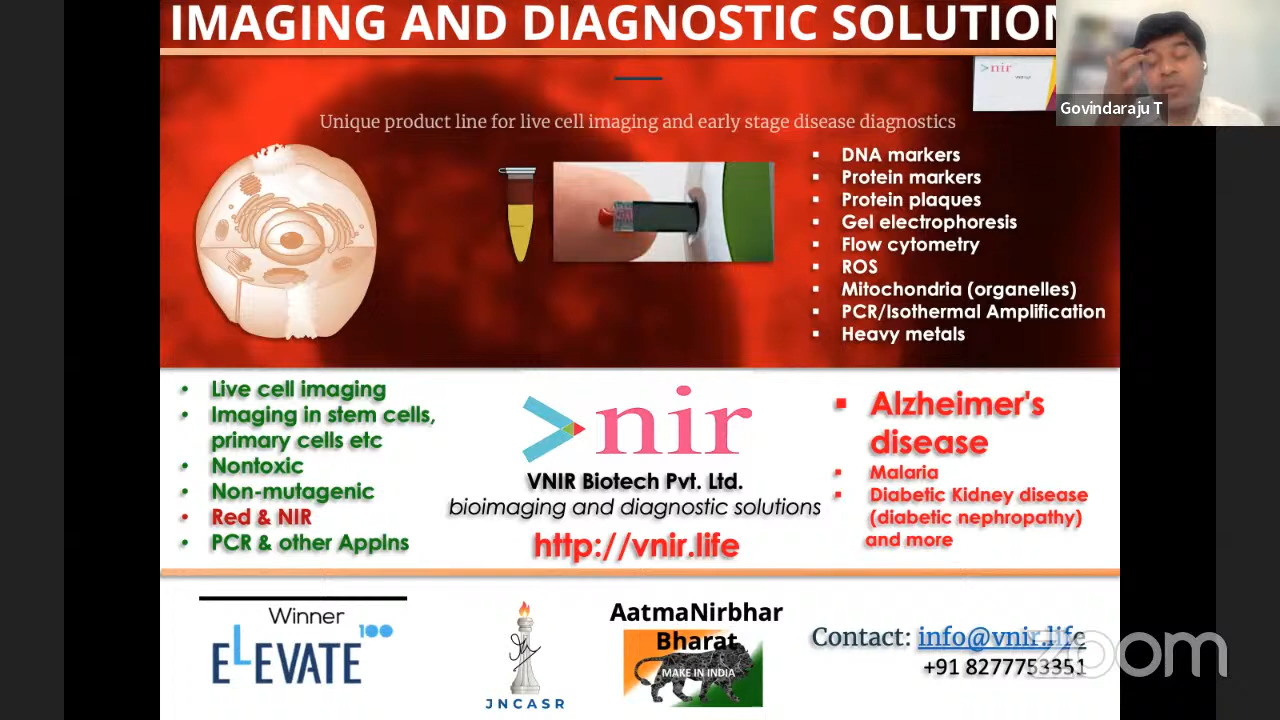 IMAGING AND DIAGNOSTIC SOLUTION
>nir
Govindaraju T
Unique product line for live cell imaging and early stage disease diagnostics
▪ DNA markers
▪ Protein markers
▪ Protein plaques
▪ Gel electrophoresis
▪ Flow cytometry
▪ ROS
▪ Mitochondria (organelles)
▪ PCR/Isothermal Amplification
▪ Heavy metals
• Live cell imaging
• Imaging in stem cells,
primary cells etc
• Nontoxic
• Non-mutagenic
• Red & NIR
• PCR & other Applns
>nir
VNIR Biotech Pvt. Ltd.
bioimaging and diagnostic solutions
http://vnir.life
▪ Alzheimer's
disease
▪ Malaria
▪ Diabetic Kidney disease
(diabetic nephropathy)
and more
Winner
ELEVATE 100
JNCASR
AatmaNirbhar
Bharat
MAKE IN INDIA
Contact: info@vnir.life
+91 8277753351
zoom